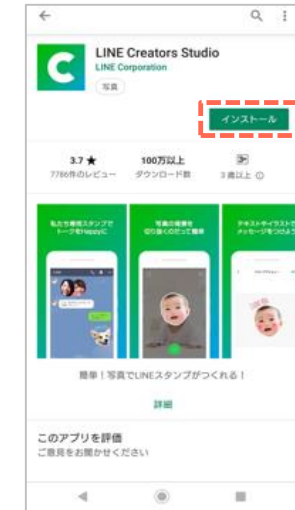 LINE Creators Studio
LINE Corporation
写真
インストール
3.7 ★
7786件のレビュー
100万以上
ダウンロード数
3+
3 歳以上
私たち専用スタンプで
トークをHappyに
写真の背景を
切り抜くのだって簡単
テキストやイラストで
メッセージをつけよう
簡単！写真でLINEスタンプがつくれる！
詳細
このアプリを評価
ご意見をお聞かせください